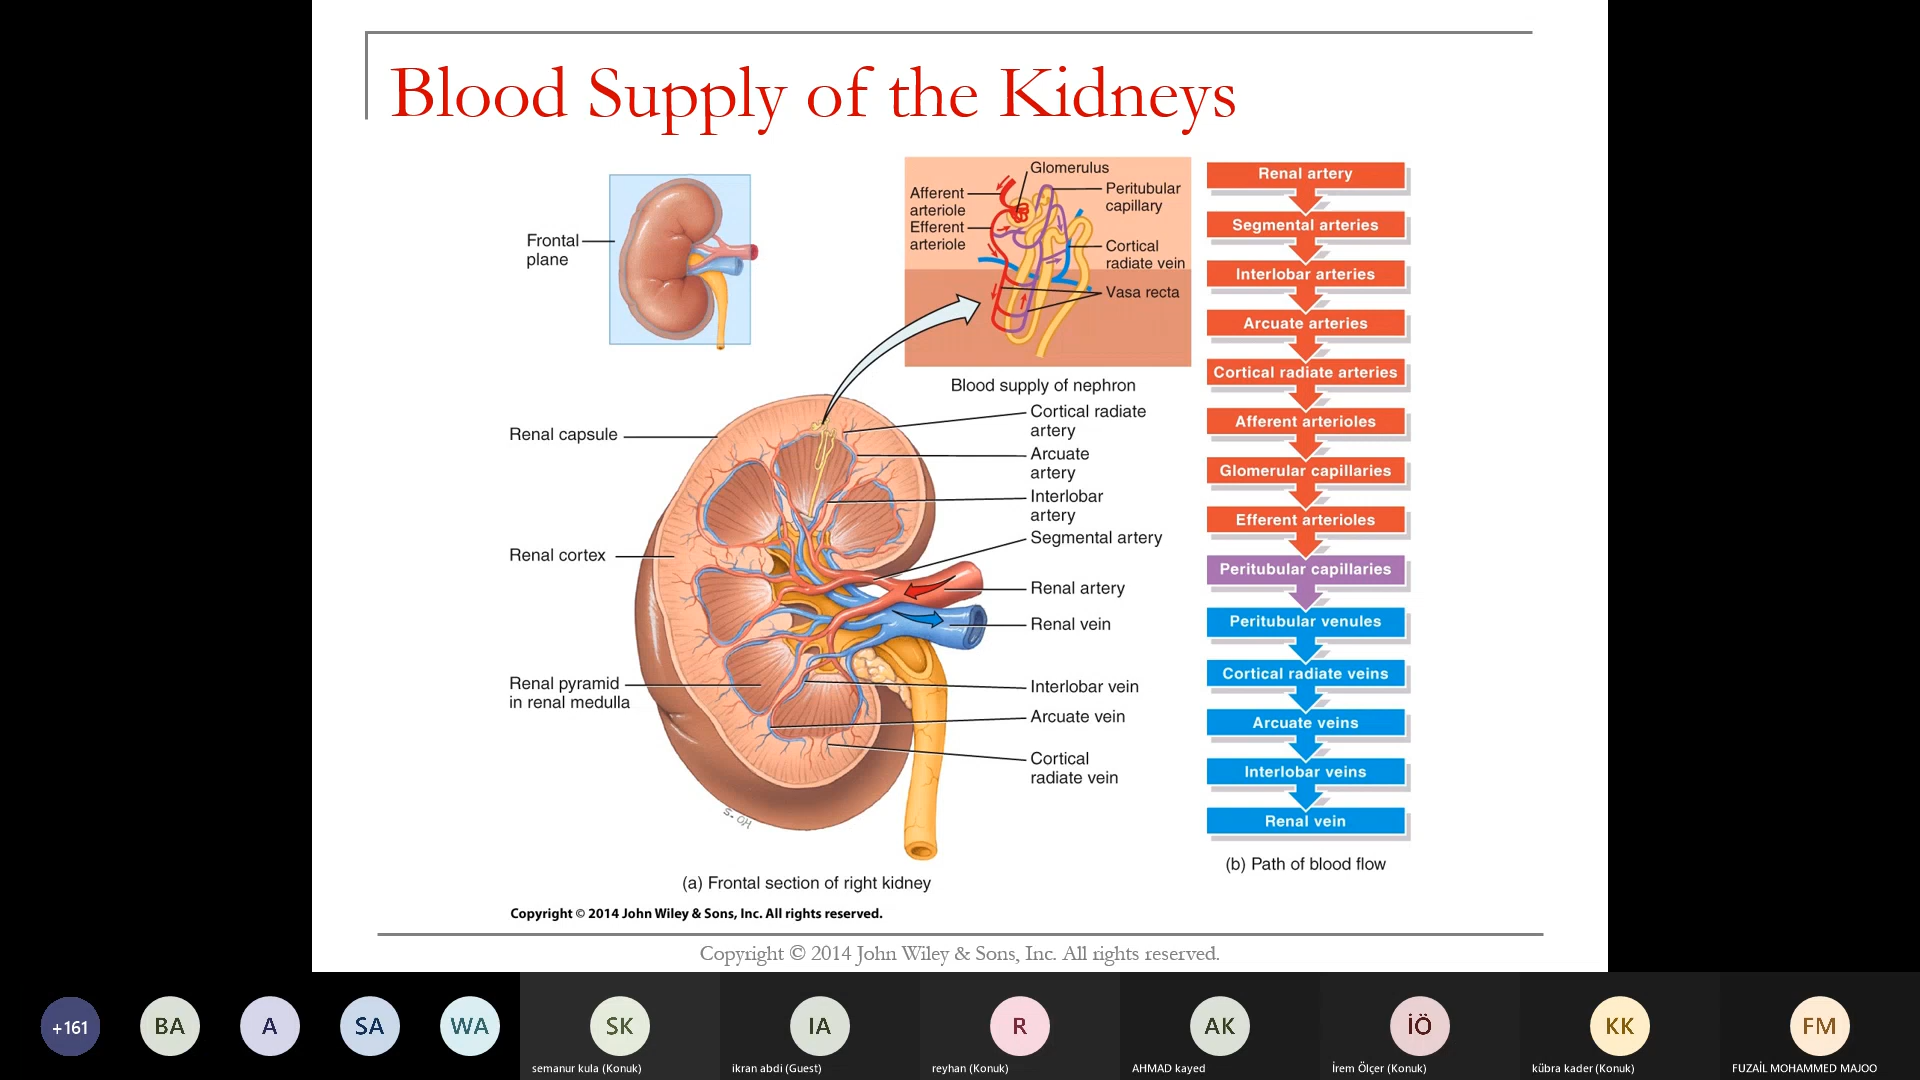 Blood Supply of the Kidneys
Frontal
plane
Glomerulus
Afferent
arteriole
Efferent
arteriole
Peritubular
capillary
Cortical
radiate vein
Vasa recta
Blood supply of nephron
Renal capsule
Renal cortex
Renal pyramid
in renal medulla
Cortical radiate
artery
Arcuate
artery
Interlobar
artery
Segmental artery
Renal artery
Renal vein
Interlobar vein
Arcuate vein
Cortical
radiate vein
S. OH
(a) Frontal section of right kidney
Renal artery
Segmental arteries
Interlobar arteries
Arcuate arteries
Cortical radiate arteries
Afferent arterioles
Glomerular capillaries
Efferent arterioles
Peritubular capillaries
Peritubular venules
Cortical radiate veins
Arcuate veins
Interlobar veins
Renal vein
(b) Path of blood flow
Copyright © 2014 John Wiley & Sons, Inc. All rights reserved.
Copyright © 2014 John Wiley & Sons, Inc. All rights reserved.
+161
BA
A
SA
WA
SK
semanur kula (Konuk)
IA
ikran abdi (Guest)
R
reyhan (Konuk)
AK
AHMAD kayed
İÖ
İrem Ölçer (Konuk)
KK
kübra kader (Konuk)
FM
FUZAİL MOHAMMED MAJOO